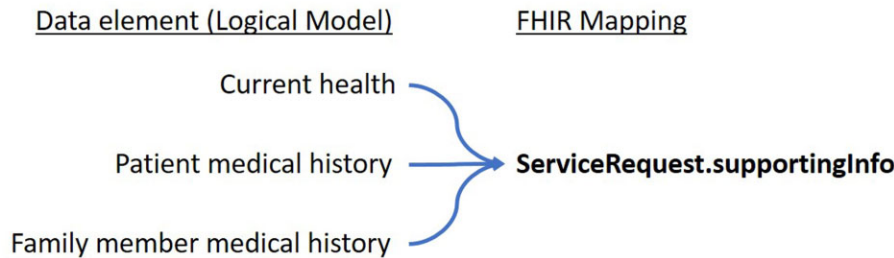 Data element (Logical Model) FHIR Mapping
Current health
Patient medical history ServiceRequest.supportingInfo
Family member medical history